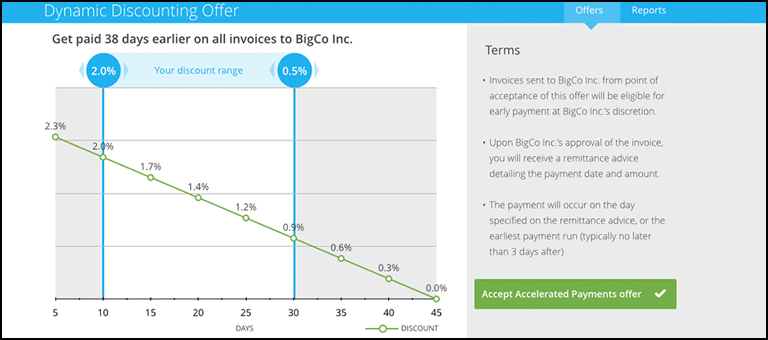 Dynamic Discounting Offer
Offers
Reports
Get paid 38 days earlier on all invoices to BigCo Inc.
2.0%
Your discount range
0.5%
2.3%
2.0%
1.7%
1.4%
1.2%
0.9%
0.6%
0.3%
0.0%
5
10
15
20
25
30
35
40
45
DAYS
DISCOUNT
Terms
• Invoices sent to BigCo Inc. from point of
acceptance of this offer will be eligible for
early payment at BigCo Inc.'s discretion.
• Upon BigCo Inc.'s approval of the invoice,
you will receive a remittance advice
detailing the payment date and amount.
• The payment will occur on the day
specified on the remittance advice, or the
earliest payment run (typically no later
than 3 days after)
Accept Accelerated Payments offer